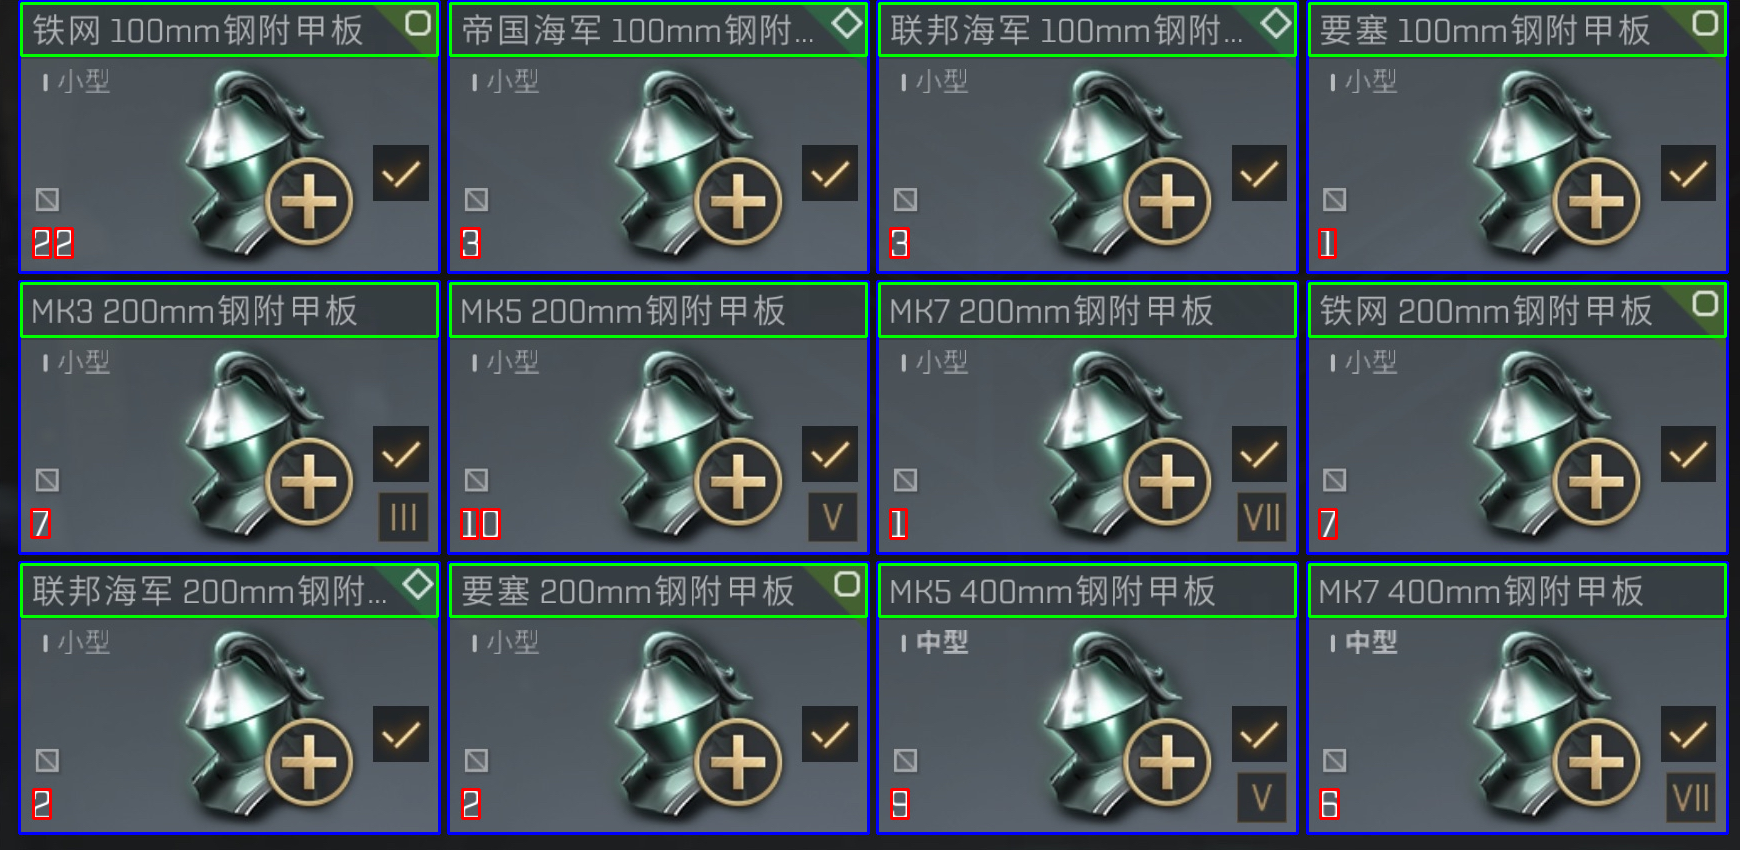 铁网 100mm钢附甲板
帝国海军 100mm钢附...
联邦海军 100mm钢附...
要塞 100mm钢附甲板
I 小型
I 小型
I 小型
I 小型
22
3
3
1
MK3 200mm钢附甲板
MK5 200mm钢附甲板
MK7 200mm钢附甲板
铁网 200mm钢附甲板
I 小型
I 小型
I 小型
I 小型
III
V
VII
7
10
1
7
联邦海军 200mm钢附...
要塞 200mm钢附甲板
MK5 400mm钢附甲板
MK7 400mm钢附甲板
I 小型
I 小型
I 中型
I 中型
V
VII
2
2
9
6